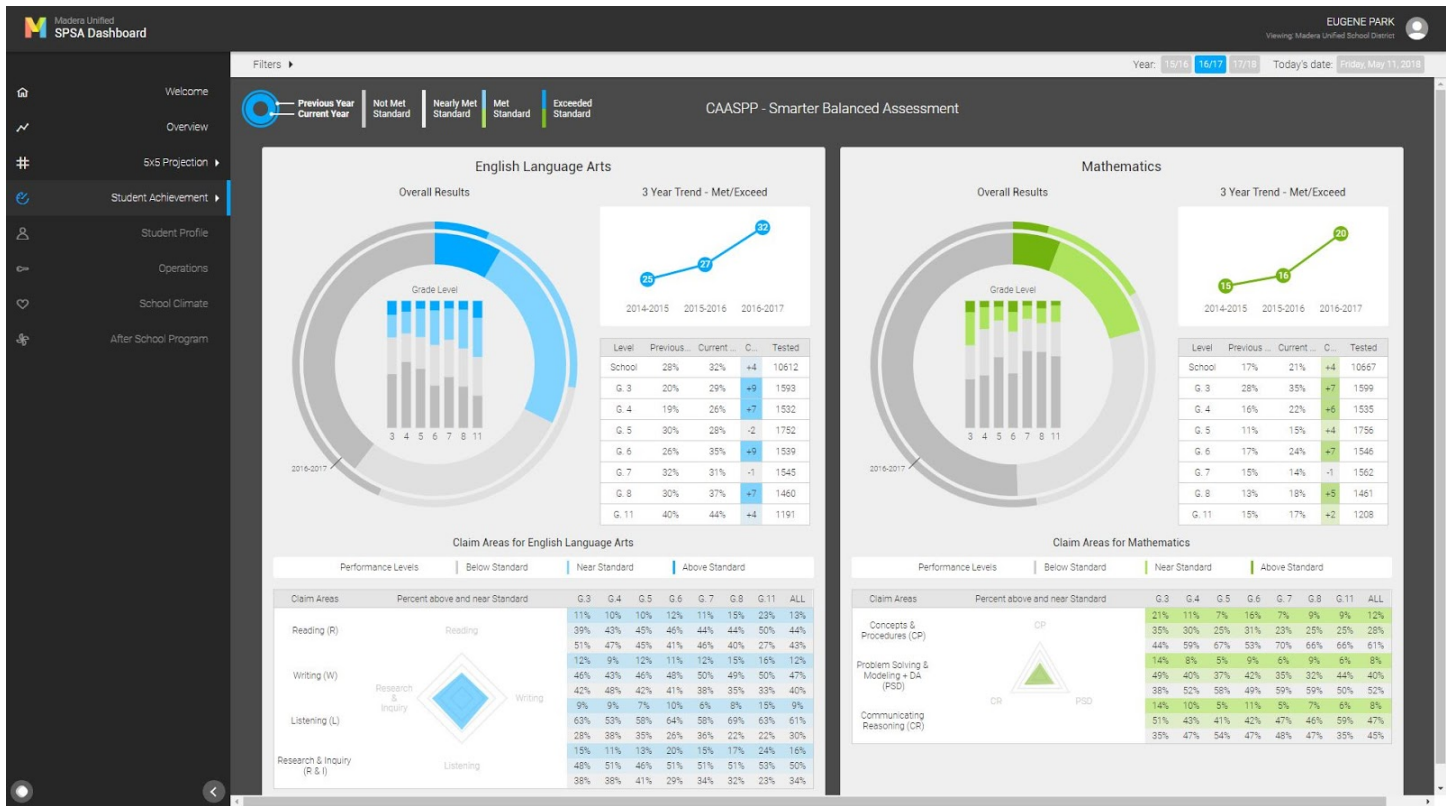 Madera Unified
SPSA Dashboard
EUGENE PARK
Viewing: Madera Unified School District
Filters
Year: 15/16 16/17 17/18 Today's date: Friday, May 11, 2018
Welcome
Overview
5x5 Projection
Student Achievement
Student Profile
Operations
School Climate
After School Program
Previous Year
Current Year
Not Met
Standard
Nearly Met
Standard
Met
Standard
Exceeded
Standard
CAASPP - Smarter Balanced Assessment
English Language Arts
Overall Results
3 Year Trend - Met/Exceed
25 27 32
2014-2015 2015-2016 2016-2017
Grade Level
3 4 5 6 7 8 11
2016-2017
Level Previous... Current ... C... Tested
School 28% 32% +4 10612
G. 3 20% 29% +9 1593
G. 4 19% 26% +7 1532
G. 5 30% 28% -2 1752
G. 6 26% 35% +9 1539
G. 7 32% 31% -1 1545
G. 8 30% 37% +7 1460
G. 11 40% 44% +4 1191
Claim Areas for English Language Arts
Performance Levels Below Standard Near Standard Above Standard
Claim Areas Percent above and near Standard G.3 G.4 G.5 G.6 G.7 G.8 G.11 ALL
Reading (R)
11% 10% 10% 12% 11% 15% 23% 13%
39% 43% 45% 46% 44% 44% 50% 44%
51% 47% 45% 41% 46% 40% 27% 43%
Writing (W)
12% 9% 12% 11% 12% 15% 16% 12%
46% 43% 46% 48% 50% 49% 50% 47%
42% 48% 42% 41% 38% 35% 33% 40%
Listening (L)
9% 9% 7% 10% 6% 8% 15% 9%
63% 53% 58% 64% 58% 69% 63% 61%
28% 38% 35% 26% 36% 22% 22% 30%
Research & Inquiry
(R & I)
15% 11% 13% 20% 15% 17% 24% 16%
48% 51% 46% 51% 51% 51% 53% 50%
38% 38% 41% 29% 34% 32% 23% 34%
Reading
Research
&
Inquiry
Writing
Listening
Mathematics
Overall Results
3 Year Trend - Met/Exceed
15 16 20
2014-2015 2015-2016 2016-2017
Grade Level
3 4 5 6 7 8 11
2016-2017
Level Previous ... Current ... C... Tested
School 17% 21% +4 10667
G. 3 28% 35% +7 1599
G. 4 16% 22% +6 1535
G. 5 11% 15% +4 1756
G. 6 17% 24% +7 1546
G. 7 15% 14% -1 1562
G. 8 13% 18% +5 1461
G. 11 15% 17% +2 1208
Claim Areas for Mathematics
Performance Levels Below Standard Near Standard Above Standard
Claim Areas Percent above and near Standard G.3 G.4 G.5 G.6 G.7 G.8 G.11 ALL
Concepts &
Procedures (CP)
21% 11% 7% 16% 7% 9% 9% 12%
35% 30% 25% 31% 23% 25% 25% 28%
44% 59% 67% 53% 70% 66% 66% 61%
Problem Solving &
Modeling + DA
(PSD)
14% 8% 5% 9% 6% 9% 6% 8%
49% 40% 37% 42% 35% 32% 44% 40%
38% 52% 58% 49% 59% 59% 50% 52%
Communicating
Reasoning (CR)
14% 10% 5% 11% 5% 7% 6% 8%
51% 43% 41% 42% 47% 46% 59% 47%
35% 47% 54% 47% 48% 47% 35% 45%
CP
CR
PSD